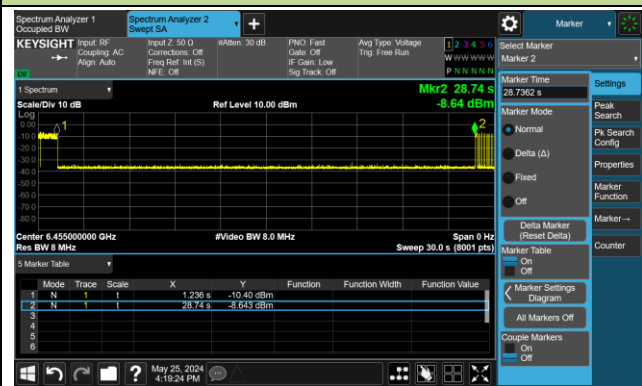 Spectrum Analyzer 1
Occupied BW
Spectrum Analyzer 2
Swept SA
Marker
KEYSIGHT
Input: RF
Coupling: AC
Align: Auto
Input Z: 50 Ω
Corrections: Off
Freq Ref: Int (S)
NFE: Off
#Atten: 30 dB
PNO: Fast
Gate: Off
IF Gain: Low
Sig Track: Off
Avg Type: Voltage
Trig: Free Run
1 2 3 4 5 6
W W W W W W
P N N N N N
LXI
Select Marker
Marker 2
1 Spectrum
Mkr2 28.74 s
-8.64 dBm
Scale/Div 10 dB
Ref Level 10.00 dBm
Log
0.00
-10.0
-20.0
-30.0
-40.0
-50.0
-60.0
-70.0
-80.0
1
2
Center 6.455000000 GHz
Res BW 8 MHz
#Video BW 8.0 MHz
Span 0 Hz
Sweep 30.0 s (8001 pts)
5 Marker Table
Mode Trace Scale X Y Function Function Width Function Value
1 N 1 t 1.236 s -10.40 dBm
2 N 1 t 28.74 s -8.643 dBm
3
4
5
6
Marker Time
28.7362 s
Marker Mode
Normal
Delta (Δ)
Fixed
Off
Delta Marker
(Reset Delta)
Marker Table
On
Off
Marker Settings
Diagram
All Markers Off
Couple Markers
On
Off
Settings
Peak
Search
Pk Search
Config
Properties
Marker
Function
Marker→
Counter
May 25, 2024
4:19:24 PM